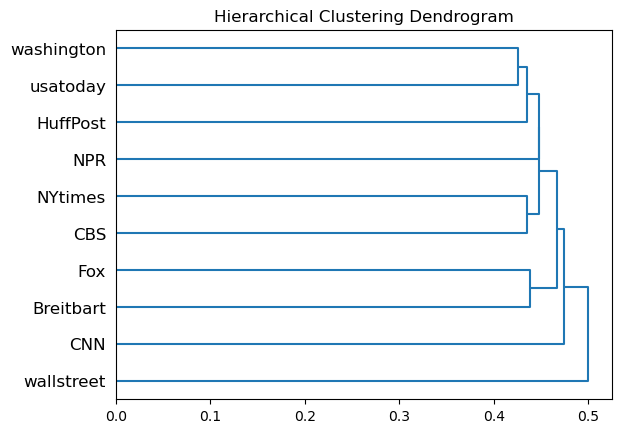 Hierarchical Clustering Dendrogram
washington
usatoday
HuffPost
NPR
NYtimes
CBS
Fox
Breitbart
CNN
wallstreet
0.0 0.1 0.2 0.3 0.4 0.5